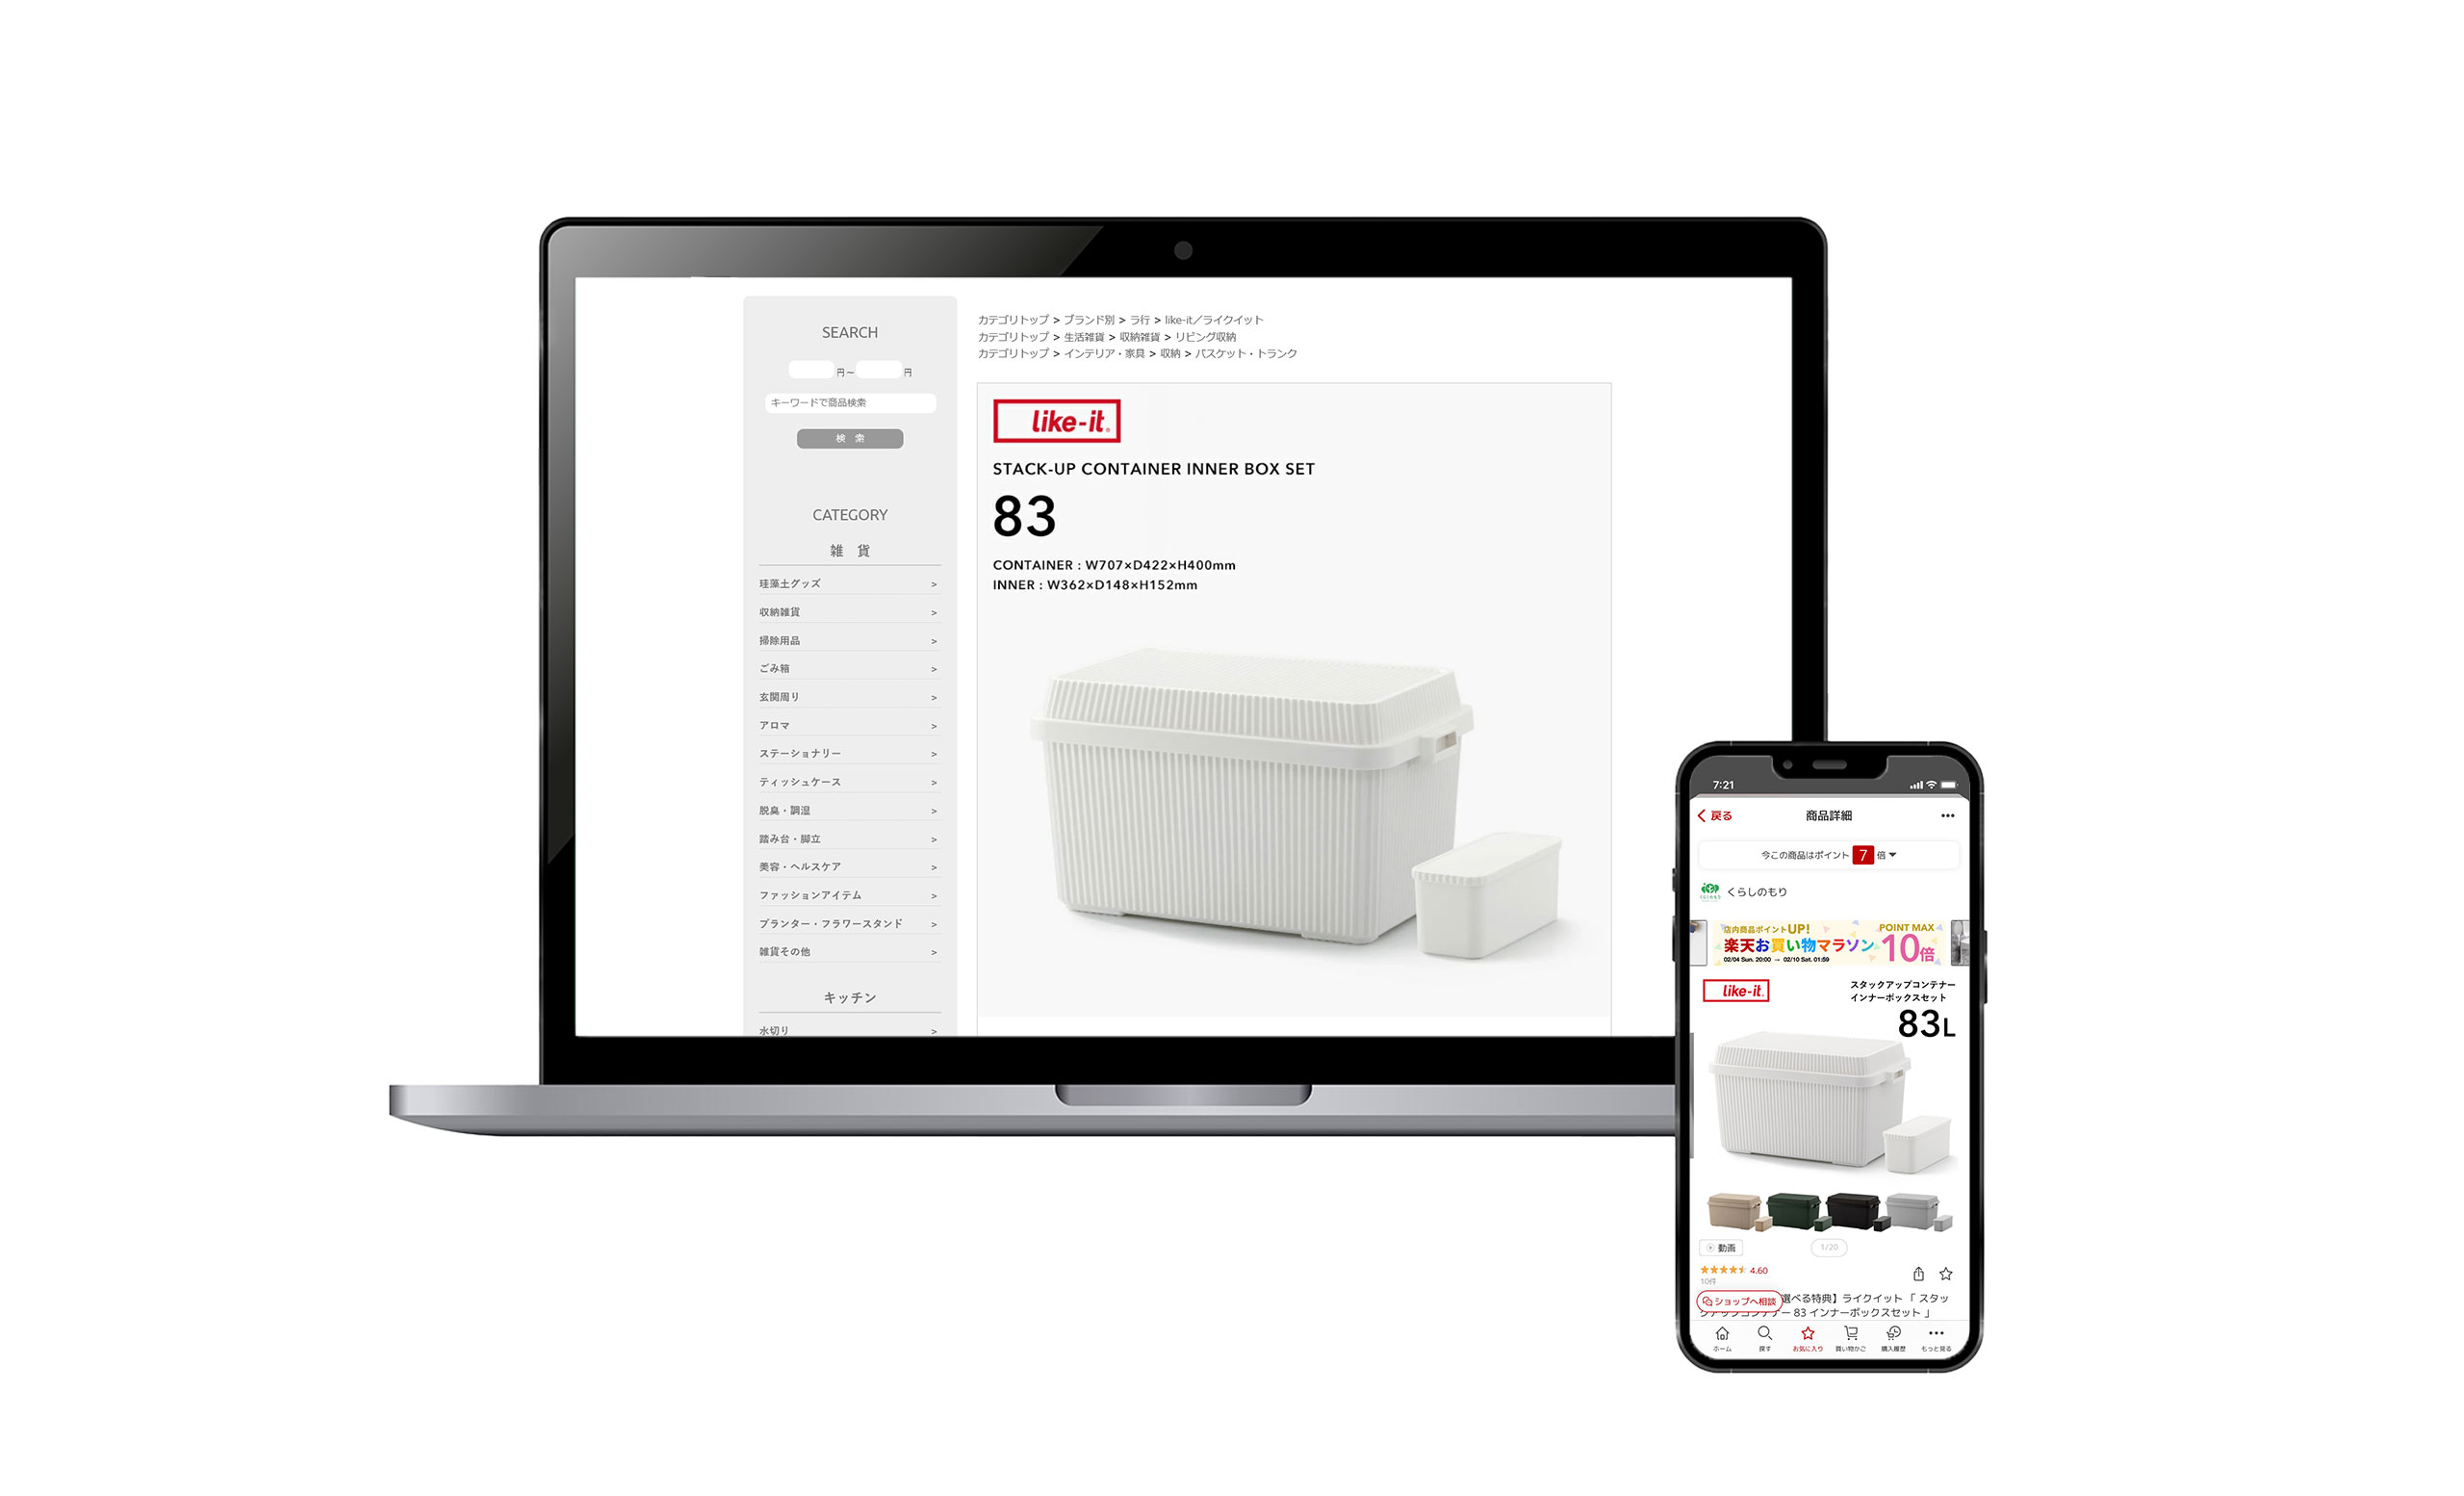 SEARCH
円～ 円
キーワードで商品検索
検 索
CATEGORY
雑 貨
珪藻土グッズ >
収納雑貨 >
掃除用品 >
ごみ箱 >
玄関周り >
アロマ >
ステーショナリー >
ティッシュケース >
脱臭・調湿 >
踏み台・脚立 >
美容・ヘルスケア >
ファッションアイテム >
プランター・フラワースタンド >
雑貨その他 >
キッチン
水切り >
カテゴリトップ > ブランド別 > ラ行 > like-it／ライクイット
カテゴリトップ > 生活雑貨 > 収納雑貨 > リビング収納
カテゴリトップ > インテリア・家具 > 収納 > バスケット・トランク
like-it®
STACK-UP CONTAINER INNER BOX SET
83
CONTAINER : W707×D422×H400mm
INNER : W362×D148×H152mm
7:21
戻る 商品詳細 •••
今この商品はポイント 7 倍
くらしのもり
店内商品ポイントUP!
楽天お買い物マラソン
02/04 Sun. 20:00 → 02/10 Sat. 01:59
POINT MAX
10倍
like-it
スタックアップコンテナー
インナーボックスセット
83L
動画 1/20
4.60
10件
ショップへ相談
選べる特典】ライクイット「 スタッ
クアップコンテナー 83 インナーボックスセット 」
ホーム 探す お気に入り 買い物かご 購入履歴 もっと見る